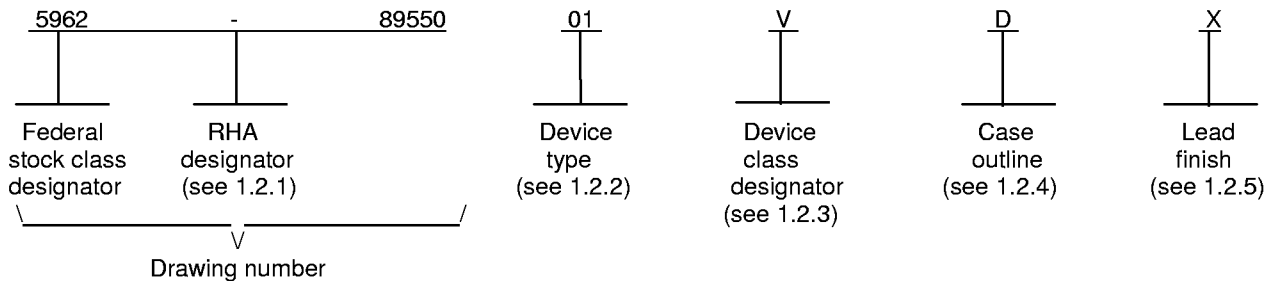 5962 - 89550 01 V D X
Federal stock class designator
RHA designator (see 1.2.1)
Device type (see 1.2.2)
Device class designator (see 1.2.3)
Case outline (see 1.2.4)
Lead finish (see 1.2.5)
Drawing number